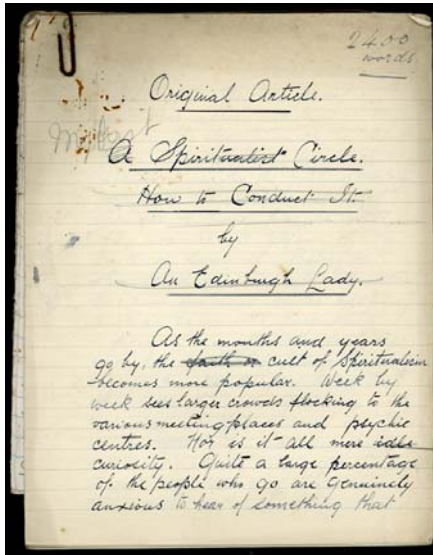 2400
words
Original Article.
A Spiritualist Circle.
How to Conduct It.
by
An Edinburgh Lady.
As the months and years
go by, the faith or cult of Spiritualism
becomes more popular. Week by
week sees larger crowds flocking to the
various meeting places and psychic
centres. Nor is it all mere idle
curiosity. Quite a large percentage
of the people who go are genuinely
anxious to hear of something that